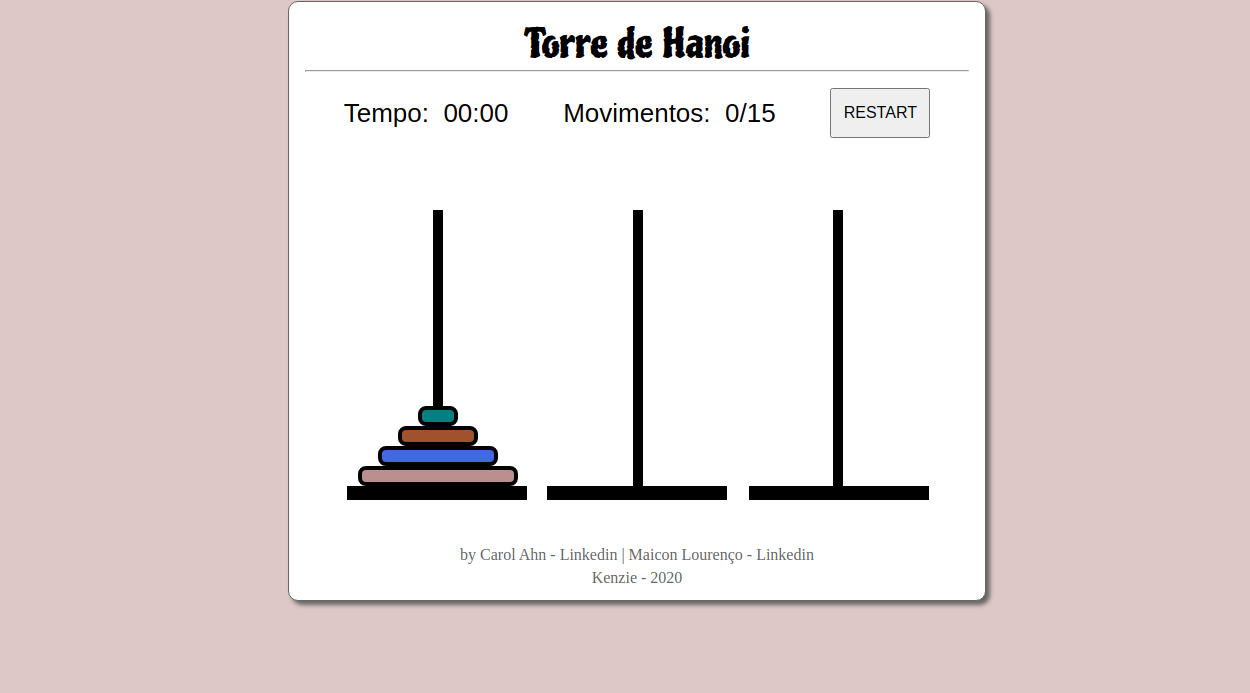 Torre de Hanoi
Tempo: 00:00 Movimentos: 0/15 RESTART
by Carol Ahn - Linkedin | Maicon Lourenço - Linkedin
Kenzie - 2020